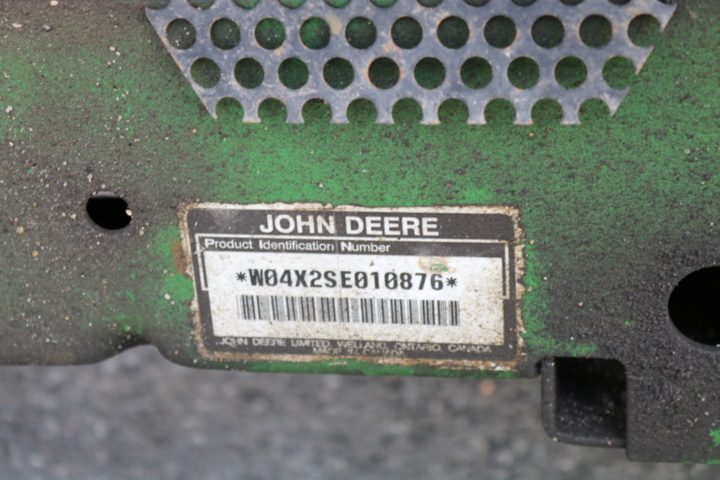 JOHN DEERE
Product Identification Number
*W04X2SE010876*
JOHN DEERE LIMITED, WELLAND, ONTARIO, CANADA